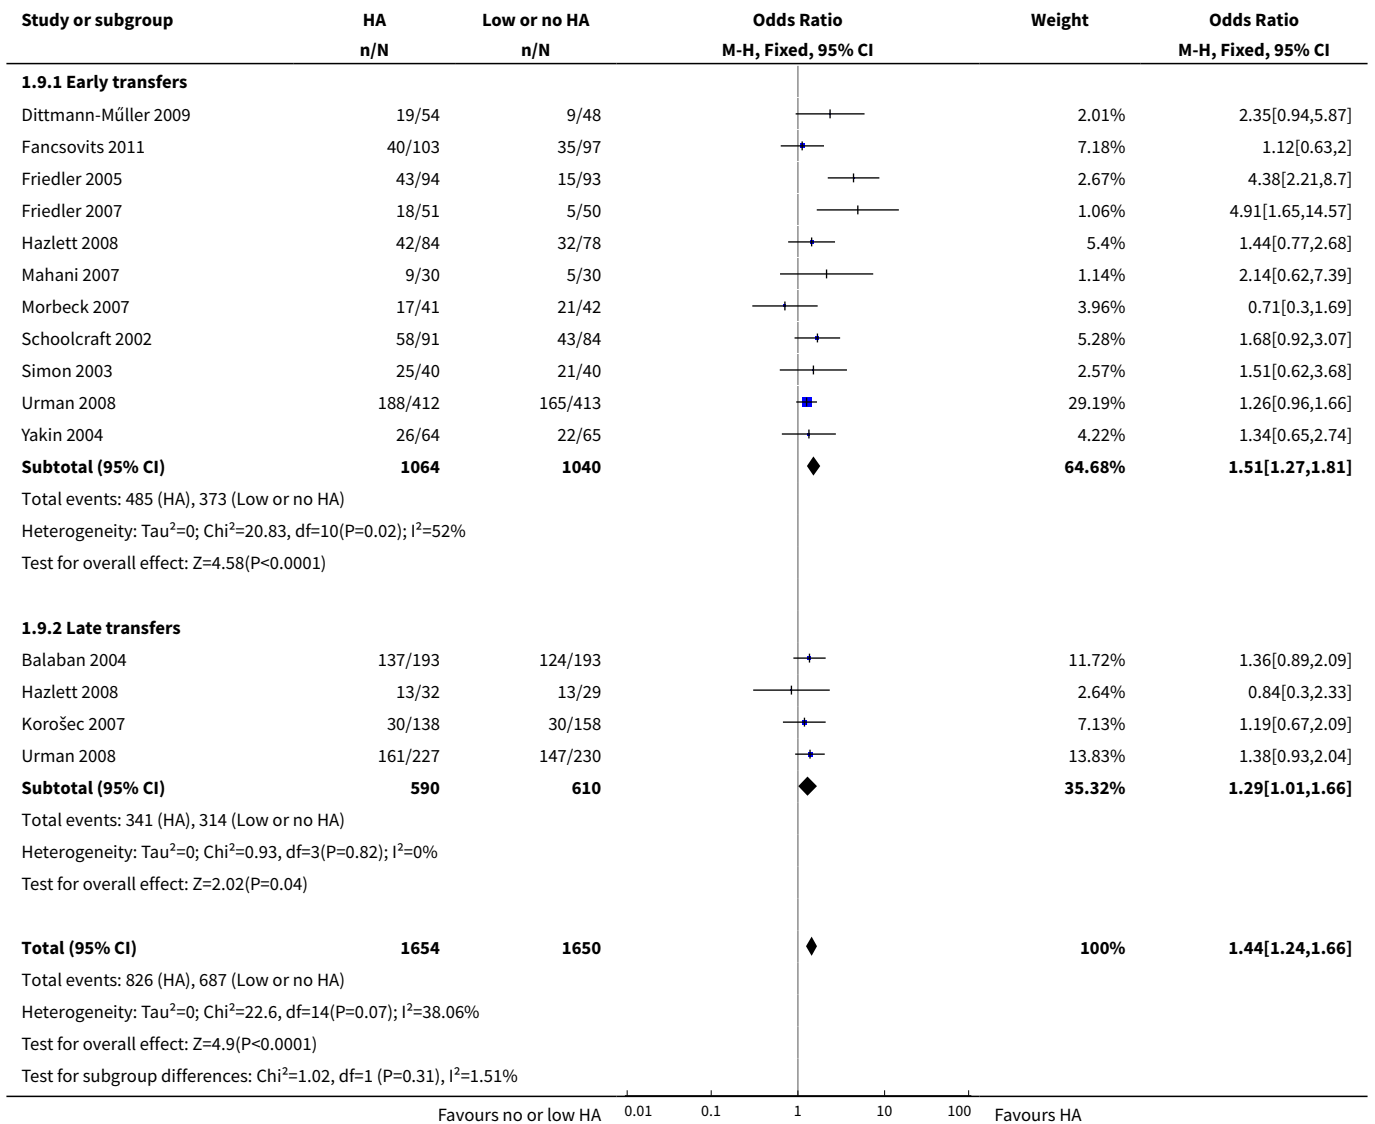 Study or subgroup HA Low or no HA Odds Ratio Weight Odds Ratio
n/N n/N M-H, Fixed, 95% CI M-H, Fixed, 95% CI
1.9.1 Early transfers
Dittmann-Műller 2009 19/54 9/48 2.01% 2.35[0.94,5.87]
Fancsovits 2011 40/103 35/97 7.18% 1.12[0.63,2]
Friedler 2005 43/94 15/93 2.67% 4.38[2.21,8.7]
Friedler 2007 18/51 5/50 1.06% 4.91[1.65,14.57]
Hazlett 2008 42/84 32/78 5.4% 1.44[0.77,2.68]
Mahani 2007 9/30 5/30 1.14% 2.14[0.62,7.39]
Morbeck 2007 17/41 21/42 3.96% 0.71[0.3,1.69]
Schoolcraft 2002 58/91 43/84 5.28% 1.68[0.92,3.07]
Simon 2003 25/40 21/40 2.57% 1.51[0.62,3.68]
Urman 2008 188/412 165/413 29.19% 1.26[0.96,1.66]
Yakin 2004 26/64 22/65 4.22% 1.34[0.65,2.74]
Subtotal (95% CI) 1064 1040 64.68% 1.51[1.27,1.81]
Total events: 485 (HA), 373 (Low or no HA)
Heterogeneity: Tau²=0; Chi²=20.83, df=10(P=0.02); I²=52%
Test for overall effect: Z=4.58(P<0.0001)
1.9.2 Late transfers
Balaban 2004 137/193 124/193 11.72% 1.36[0.89,2.09]
Hazlett 2008 13/32 13/29 2.64% 0.84[0.3,2.33]
Korošec 2007 30/138 30/158 7.13% 1.19[0.67,2.09]
Urman 2008 161/227 147/230 13.83% 1.38[0.93,2.04]
Subtotal (95% CI) 590 610 35.32% 1.29[1.01,1.66]
Total events: 341 (HA), 314 (Low or no HA)
Heterogeneity: Tau²=0; Chi²=0.93, df=3(P=0.82); I²=0%
Test for overall effect: Z=2.02(P=0.04)
Total (95% CI) 1654 1650 100% 1.44[1.24,1.66]
Total events: 826 (HA), 687 (Low or no HA)
Heterogeneity: Tau²=0; Chi²=22.6, df=14(P=0.07); I²=38.06%
Test for overall effect: Z=4.9(P<0.0001)
Test for subgroup differences: Chi²=1.02, df=1 (P=0.31), I²=1.51%
Favours no or low HA 0.01 0.1 1 10 100 Favours HA